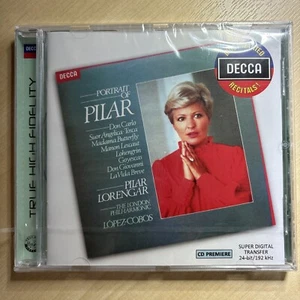 TRUE HIGH FIDELITY
DECCA
PORTRAIT
OF
PILAR
Don Carlo
Suor Angelica Tosca
Madama Butterfly
Manon Lescaut
Lohengrin
Goyescas
Don Giovanni
La Vida Breve
PILAR
LORENGAR
THE LONDON
PHILHARMONIC
LÓPEZ-COBOS
DECCA
RECITALS!
CD PREMIERE
SUPER DIGITAL
TRANSFER
24-bit/192 kHz